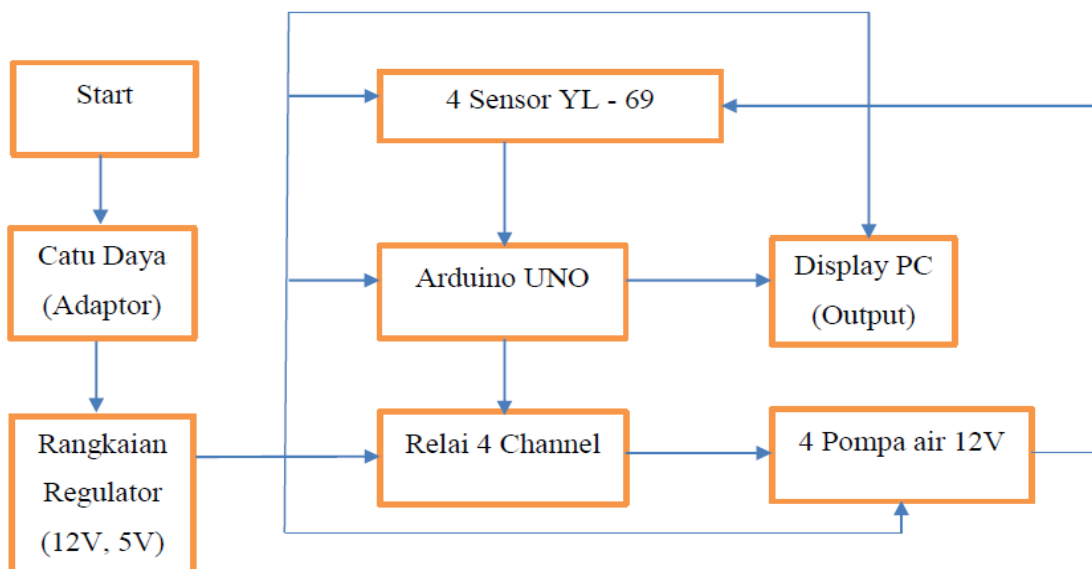 Start
4 Sensor YL - 69
Catu Daya
(Adaptor)
Arduino UNO
Display PC
(Output)
Rangkaian
Regulator
(12V, 5V)
Relai 4 Channel
4 Pompa air 12V